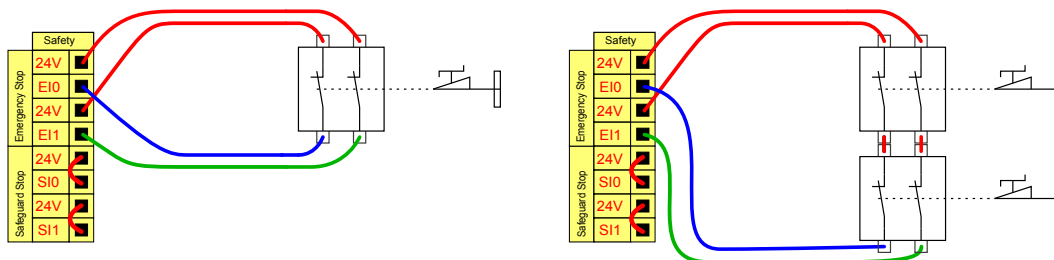 Safety
Emergency Stop
24V
EI0
24V
EI1
Safeguard Stop
24V
SI0
24V
SI1
Safety
Emergency Stop
24V
EI0
24V
EI1
Safeguard Stop
24V
SI0
24V
SI1